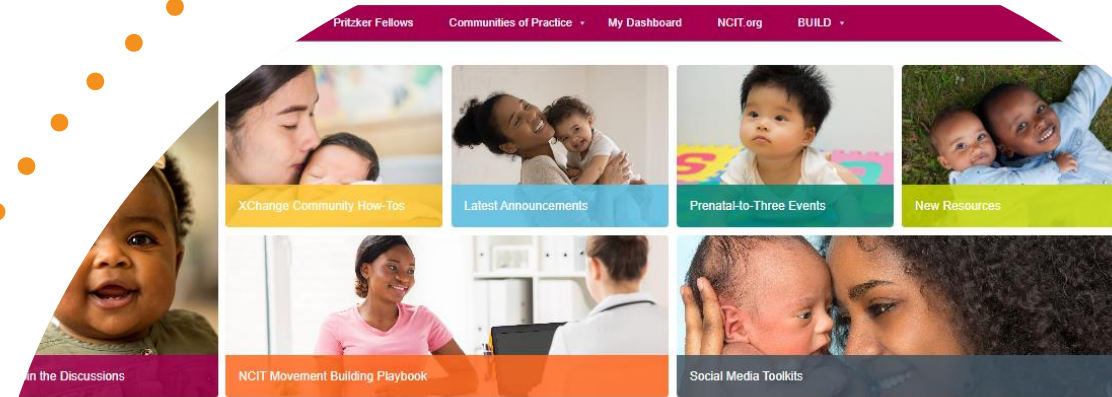 Pritzker Fellows Communities of Practice My Dashboard NCIT.org BUILD
XChange Community How-Tos
Latest Announcements
Prenatal-to-Three Events
New Resources
in the Discussions
NCIT Movement Building Playbook
Social Media Toolkits